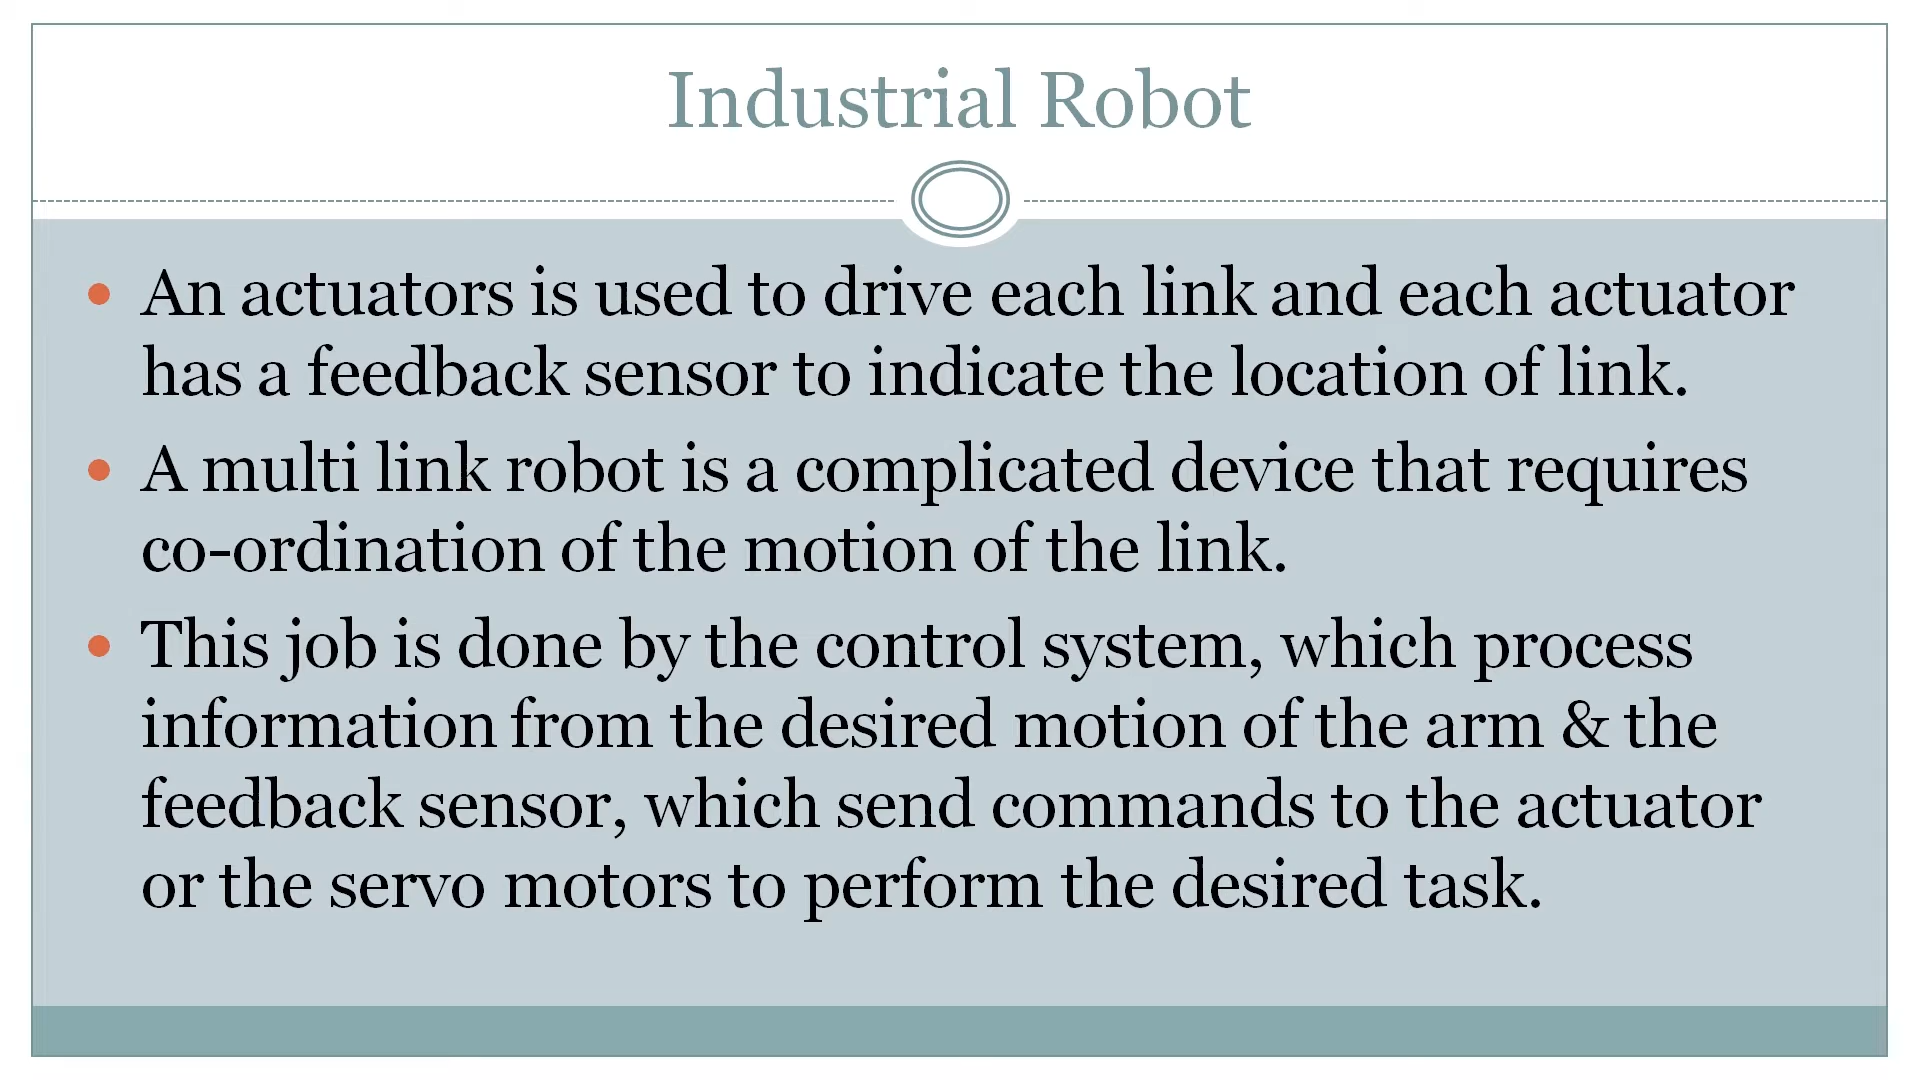 Industrial Robot
• An actuators is used to drive each link and each actuator
has a feedback sensor to indicate the location of link.
• A multi link robot is a complicated device that requires
co-ordination of the motion of the link.
• This job is done by the control system, which process
information from the desired motion of the arm & the
feedback sensor, which send commands to the actuator
or the servo motors to perform the desired task.